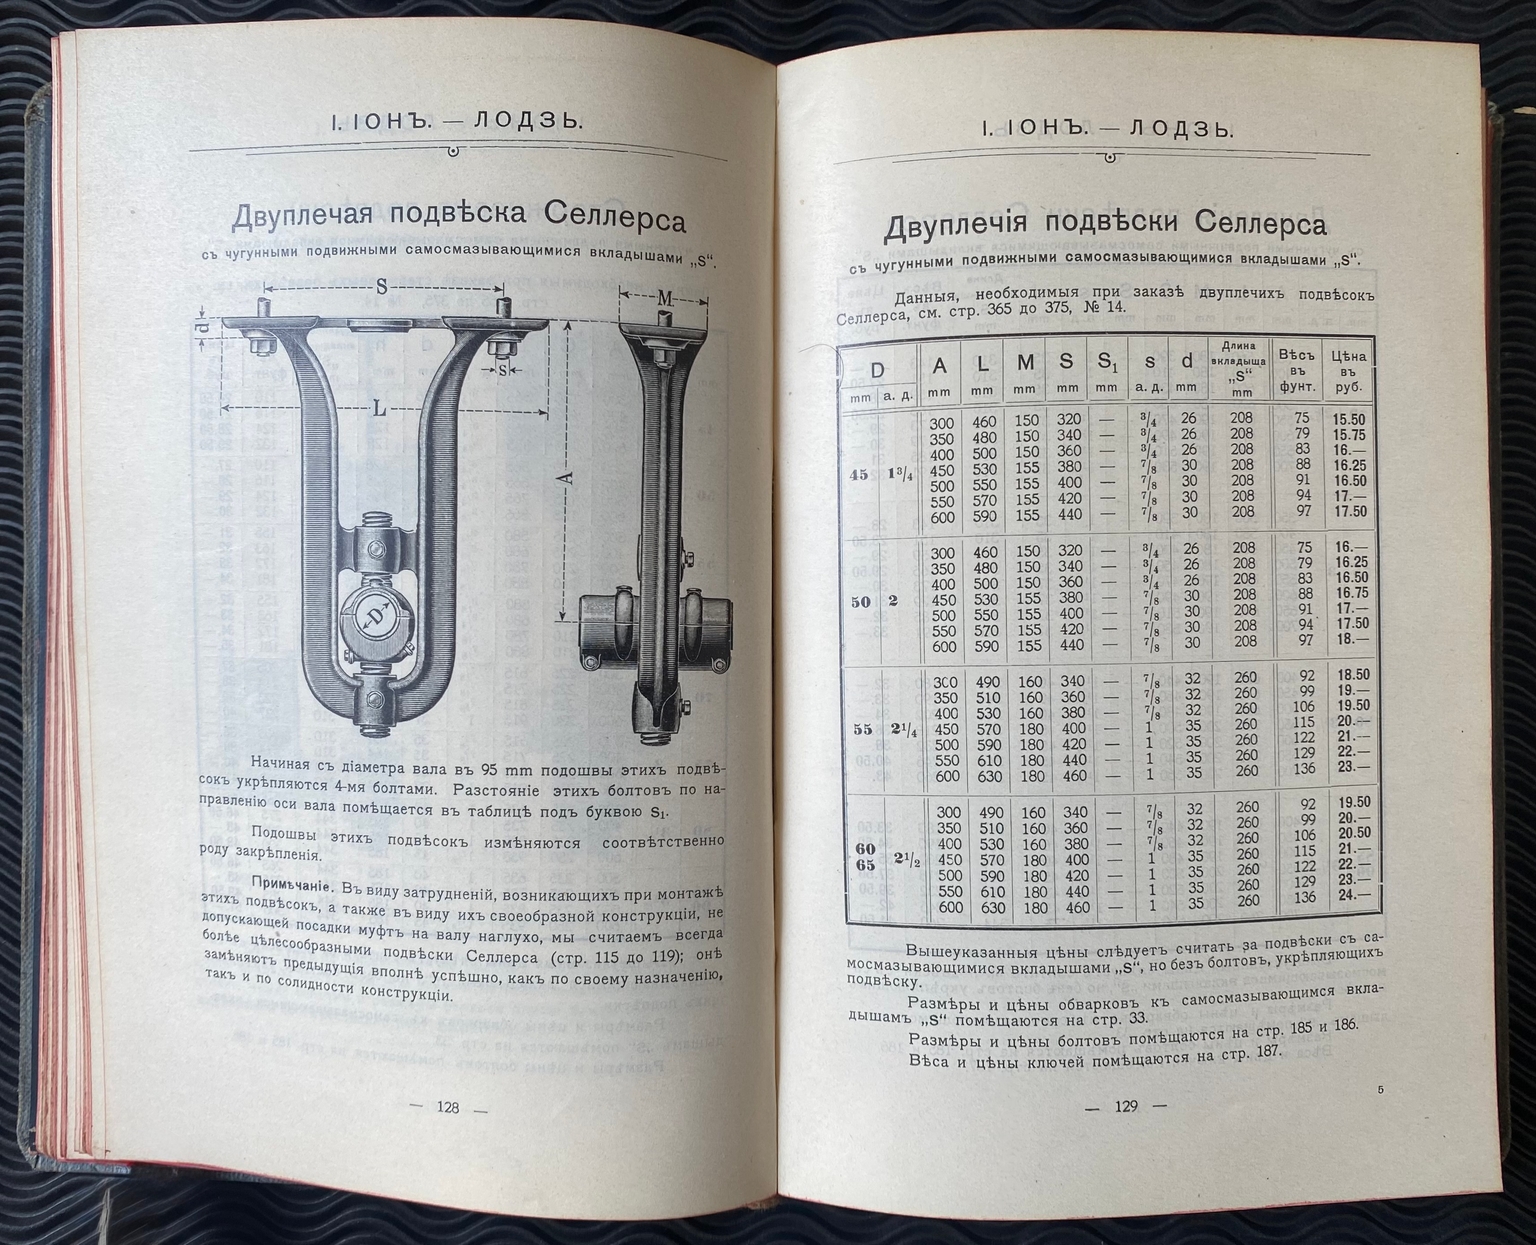 І. ІОНЪ. — ЛОДЗЬ.
Двуплечая подвѣска Селлерса
съ чугунными подвижными самосмазывающимися вкладышами „S“.
S
M
d
s
L
A
D
Начиная съ діаметра вала въ 95 mm подошвы этихъ подвѣ-
сокъ укрѣпляются 4-мя болтами. Разстояніе этихъ болтовъ по на-
правленію оси вала помѣщается въ таблицѣ подъ буквою S₁.
Подошвы этихъ подвѣсокъ измѣняются соотвѣтственно
роду закрѣпленія.
Примѣчаніе. Въ виду затрудненій, возникающихъ при монтажѣ
этихъ подвѣсокъ, а также въ виду ихъ своеобразной конструкціи, не
допускающей посадки муфтъ на валу наглухо, мы считаемъ всегда
болѣе цѣлесообразными подвѣски Селлерса (стр. 115 до 119); онѣ
замѣняютъ предыдущія вполнѣ успѣшно, какъ по своему назначенію,
такъ и по солидности конструкціи.
— 128 —
І. ІОНЪ. — ЛОДЗЬ.
Двуплечія подвѣски Селлерса
съ чугунными подвижными самосмазывающимися вкладышами „S“.
Данныя, необходимыя при заказѣ двуплечихъ подвѣсокъ
Селлерса, см. стр. 365 до 375, № 14.
D A L M S S₁ s d Длина вкладыша „S“ Вѣсъ въ фунт. Цѣна въ руб.
mm а. д. mm mm mm mm mm а. д. mm mm
45 1³/₄
300 460 150 320 — ³/₄ 26 208 75 15.50
350 480 150 340 — ³/₄ 26 208 79 15.75
400 500 150 360 — ³/₄ 26 208 83 16.—
450 530 155 380 — ⁷/₈ 30 208 88 16.25
500 550 155 400 — ⁷/₈ 30 208 91 16.50
550 570 155 420 — ⁷/₈ 30 208 94 17.—
600 590 155 440 — ⁷/₈ 30 208 97 17.50
50 2
300 460 150 320 — ³/₄ 26 208 75 16.—
350 480 150 340 — ³/₄ 26 208 79 16.25
400 500 150 360 — ³/₄ 26 208 83 16.50
450 530 155 380 — ⁷/₈ 30 208 88 16.75
500 550 155 400 — ⁷/₈ 30 208 91 17.—
550 570 155 420 — ⁷/₈ 30 208 94 17.50
600 590 155 440 — ⁷/₈ 30 208 97 18.—
55 2¹/₄
300 490 160 340 — ⁷/₈ 32 260 92 18.50
350 510 160 360 — ⁷/₈ 32 260 99 19.—
400 530 160 380 — ⁷/₈ 32 260 106 19.50
450 570 180 400 — 1 35 260 115 20.—
500 590 180 420 — 1 35 260 122 21.—
550 610 180 440 — 1 35 260 129 22.—
600 630 180 460 — 1 35 260 136 23.—
60 65 2¹/₂
300 490 160 340 — ⁷/₈ 32 260 92 19.50
350 510 160 360 — ⁷/₈ 32 260 99 20.—
400 530 160 380 — ⁷/₈ 32 260 106 20.50
450 570 180 400 — 1 35 260 115 21.—
500 590 180 420 — 1 35 260 122 22.—
550 610 180 440 — 1 35 260 129 23.—
600 630 180 460 — 1 35 260 136 24.—
Вышеуказанныя цѣны слѣдуетъ считать за подвѣски съ са-
мосмазывающимися вкладышами „S“, но безъ болтовъ, укрѣпляющихъ
подвѣску.
Размѣры и цѣны обварковъ къ самосмазывающимся вкла-
дышамъ „S“ помѣщаются на стр. 33.
Размѣры и цѣны болтовъ помѣщаются на стр. 185 и 186.
Вѣса и цѣны ключей помѣщаются на стр. 187.
5
— 129 —